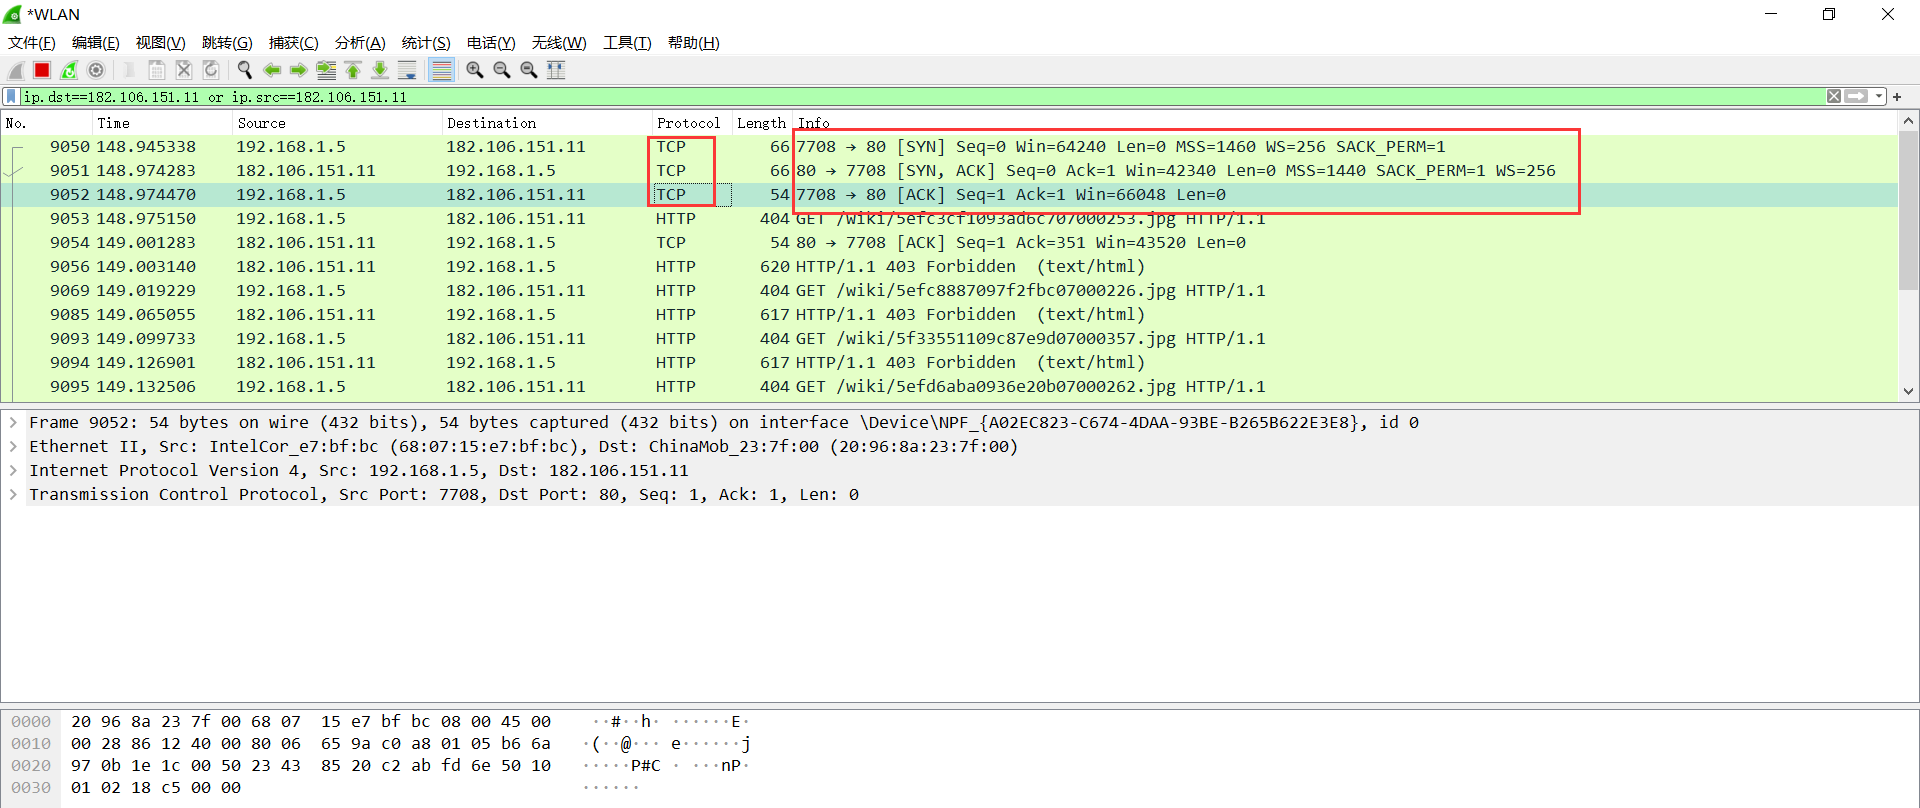 *WLAN
文件(F) 编辑(E) 视图(V) 跳转(G) 捕获(C) 分析(A) 统计(S) 电话(Y) 无线(W) 工具(T) 帮助(H)
ip.dst==182.106.151.11 or ip.src==182.106.151.11
No. Time Source Destination Protocol Length Info
9050 148.945338 192.168.1.5 182.106.151.11 TCP 66 7708 → 80 [SYN] Seq=0 Win=64240 Len=0 MSS=1460 WS=256 SACK_PERM=1
9051 148.974283 182.106.151.11 192.168.1.5 TCP 66 80 → 7708 [SYN, ACK] Seq=0 Ack=1 Win=42340 Len=0 MSS=1440 SACK_PERM=1 WS=256
9052 148.974470 192.168.1.5 182.106.151.11 TCP 54 7708 → 80 [ACK] Seq=1 Ack=1 Win=66048 Len=0
9053 148.975150 192.168.1.5 182.106.151.11 HTTP 404 GET /wiki/5efc3cf1093ad6c707000253.jpg HTTP/1.1
9054 149.001283 182.106.151.11 192.168.1.5 TCP 54 80 → 7708 [ACK] Seq=1 Ack=351 Win=43520 Len=0
9056 149.003140 182.106.151.11 192.168.1.5 HTTP 620 HTTP/1.1 403 Forbidden  (text/html)
9069 149.019229 192.168.1.5 182.106.151.11 HTTP 404 GET /wiki/5efc8887097f2fbc07000226.jpg HTTP/1.1
9085 149.065055 182.106.151.11 192.168.1.5 HTTP 617 HTTP/1.1 403 Forbidden  (text/html)
9093 149.099733 192.168.1.5 182.106.151.11 HTTP 404 GET /wiki/5f33551109c87e9d07000357.jpg HTTP/1.1
9094 149.126901 182.106.151.11 192.168.1.5 HTTP 617 HTTP/1.1 403 Forbidden  (text/html)
9095 149.132506 192.168.1.5 182.106.151.11 HTTP 404 GET /wiki/5efd6aba0936e20b07000262.jpg HTTP/1.1
Frame 9052: 54 bytes on wire (432 bits), 54 bytes captured (432 bits) on interface \Device\NPF_{A02EC823-C674-4DAA-93BE-B265B622E3E8}, id 0
Ethernet II, Src: IntelCor_e7:bf:bc (68:07:15:e7:bf:bc), Dst: ChinaMob_23:7f:00 (20:96:8a:23:7f:00)
Internet Protocol Version 4, Src: 192.168.1.5, Dst: 182.106.151.11
Transmission Control Protocol, Src Port: 7708, Dst Port: 80, Seq: 1, Ack: 1, Len: 0
0000 20 96 8a 23 7f 00 68 07 15 e7 bf bc 08 00 45 00 ··#··h· ······E·
0010 00 28 86 12 40 00 80 06 65 9a c0 a8 01 05 b6 6a ·(··@··· e······j
0020 97 0b 1e 1c 00 50 23 43 85 20 c2 ab fd 6e 50 10 ·····P#C · ···nP·
0030 01 02 18 c5 00 00 ······